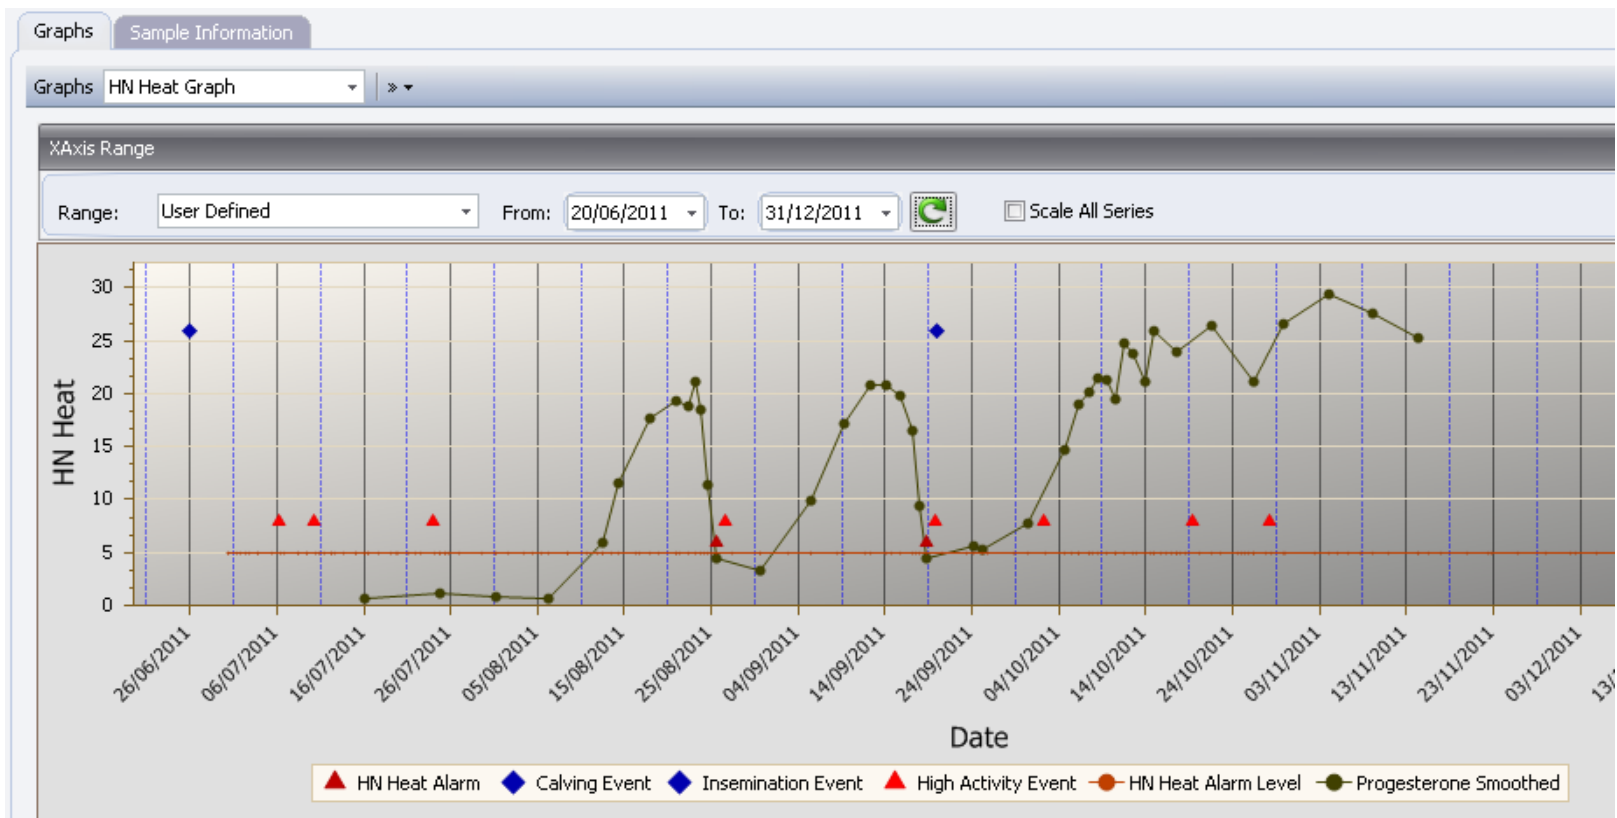 Graphs Sample Information
Graphs HN Heat Graph
XAxis Range
Range: User Defined From: 20/06/2011 To: 31/12/2011 Scale All Series
HN Heat
30
25
20
15
10
5
0
26/06/2011 06/07/2011 16/07/2011 26/07/2011 05/08/2011 15/08/2011 25/08/2011 04/09/2011 14/09/2011 24/09/2011 04/10/2011 14/10/2011 24/10/2011 03/11/2011 13/11/2011 23/11/2011 03/12/2011
Date
HN Heat Alarm Calving Event Insemination Event High Activity Event HN Heat Alarm Level Progesterone Smoothed